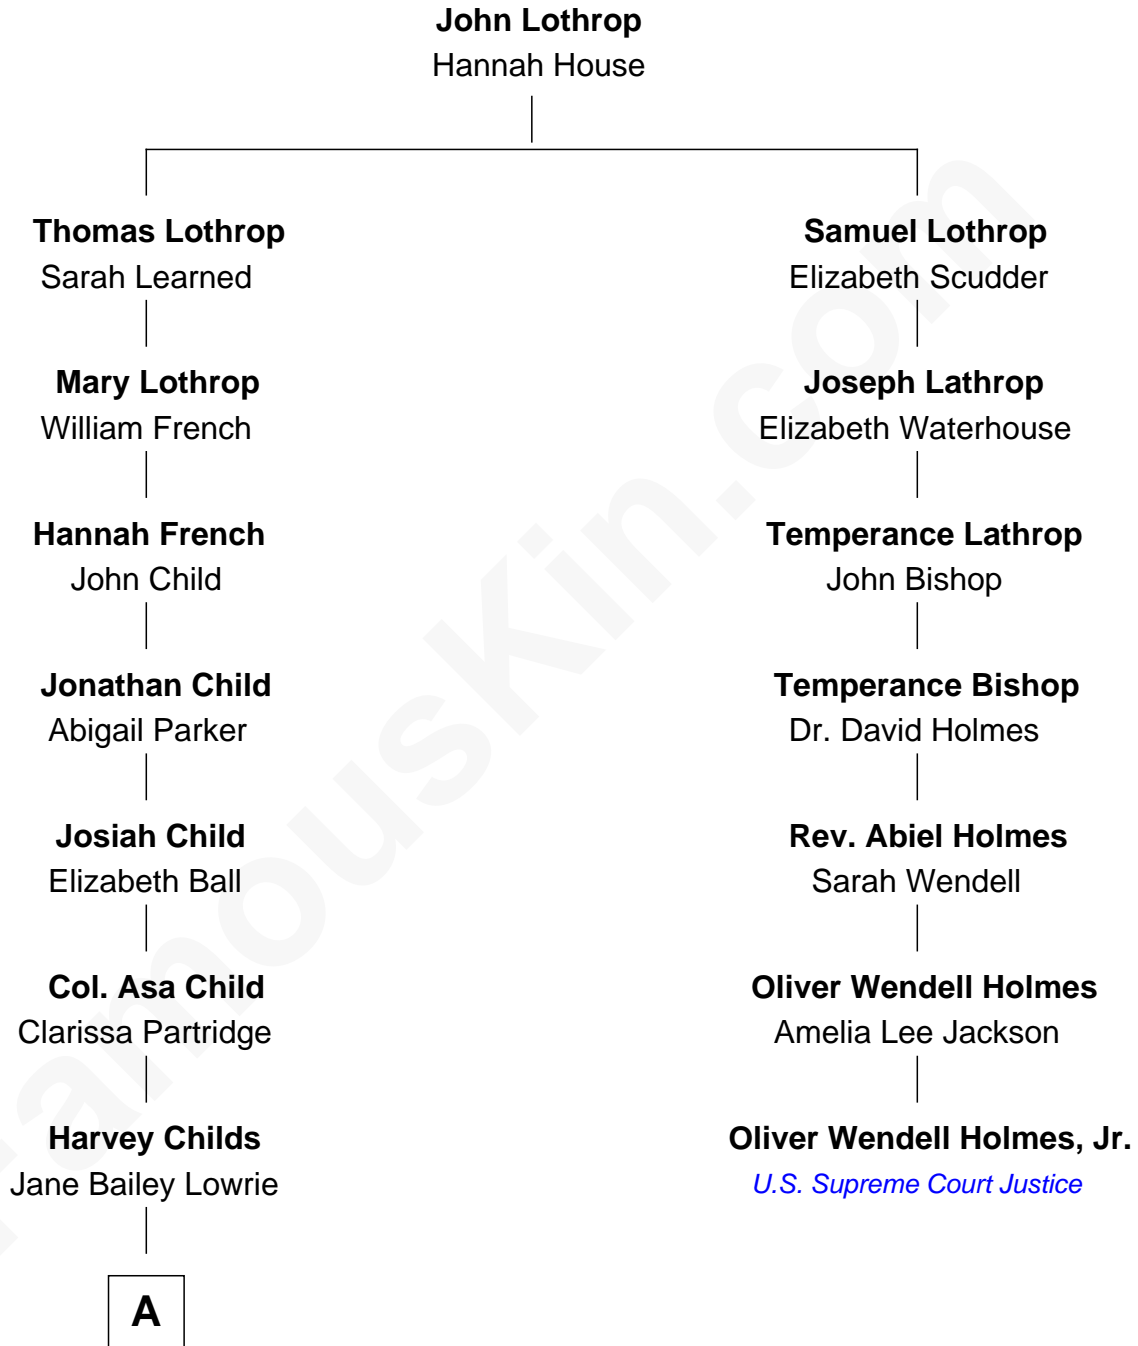 John Lothrop
Hannah House
Thomas Lothrop
Sarah Learned
Samuel Lothrop
Elizabeth Scudder
Mary Lothrop
William French
Joseph Lathrop
Elizabeth Waterhouse
Hannah French
John Child
Temperance Lathrop
John Bishop
Jonathan Child
Abigail Parker
Temperance Bishop
Dr. David Holmes
Josiah Child
Elizabeth Ball
Rev. Abiel Holmes
Sarah Wendell
Col. Asa Child
Clarissa Partridge
Oliver Wendell Holmes
Amelia Lee Jackson
Harvey Childs
Jane Bailey Lowrie
Oliver Wendell Holmes, Jr.
U.S. Supreme Court Justice
A
FamousKin.com